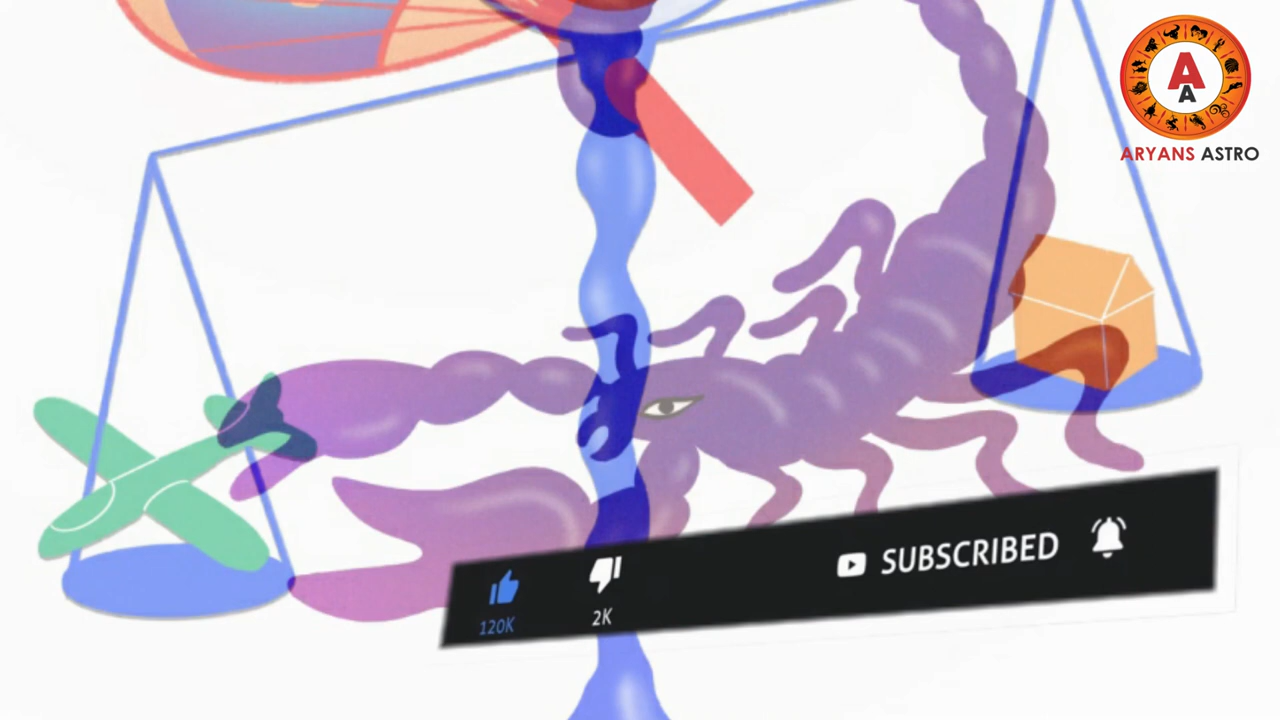 A
A
ARYANS ASTRO
SUBSCRIBED
120K
2K